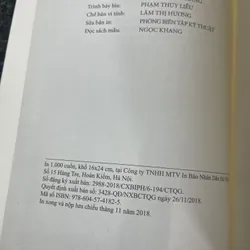 Trình bày bìa: PHẠM THÚY LIỄU
Chế bản vi tính: LÂM THỊ HƯƠNG
Sửa bản in: PHÒNG BIÊN TẬP KỸ THUẬT
Đọc sách mẫu: NGỌC KHANG
In 1.000 cuốn, khổ 16x24 cm, tại Công ty TNHH MTV In Báo Nhân Dân Hà Nội
Số 15 Hàng Tre, Hoàn Kiếm, Hà Nội.
Số đăng ký xuất bản: 2988-2018/CXBIPH/6-194/CTQG.
Quyết định xuất bản số: 3428-QĐ/NXBCTQG ngày 26/11/2018.
Mã số ISBN: 978-604-57-4182-5.
In xong và nộp lưu chiểu tháng 11 năm 2018.